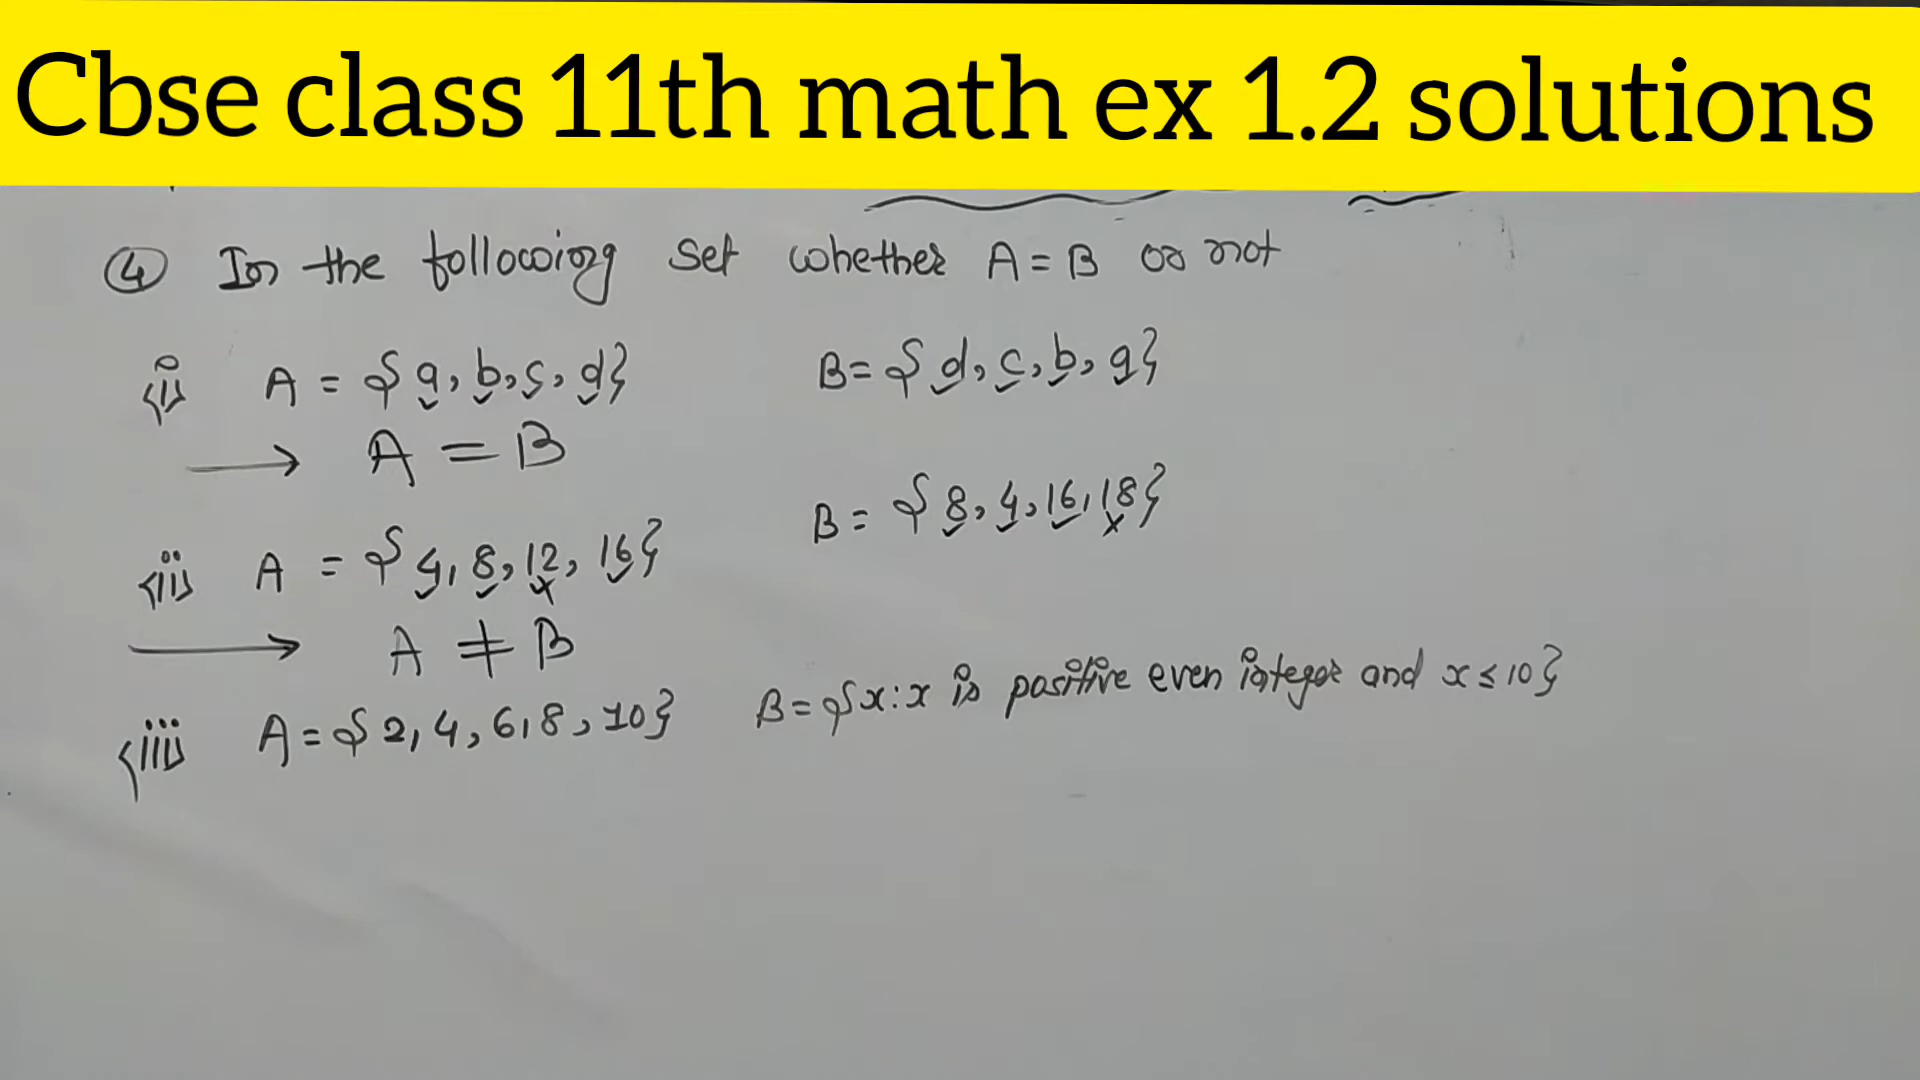 Cbse class 11th math ex 1.2 solutions
④ In the following set whether A = B or not
(i) A = {a, b, c, d} B = {d, c, b, a}
→ A = B
(ii) A = {4, 8, 12, 16} B = {8, 4, 16, 18}
→ A ≠ B
(iii) A = {2, 4, 6, 8, 10} B = {x : x is positive even integer and x ≤ 10}